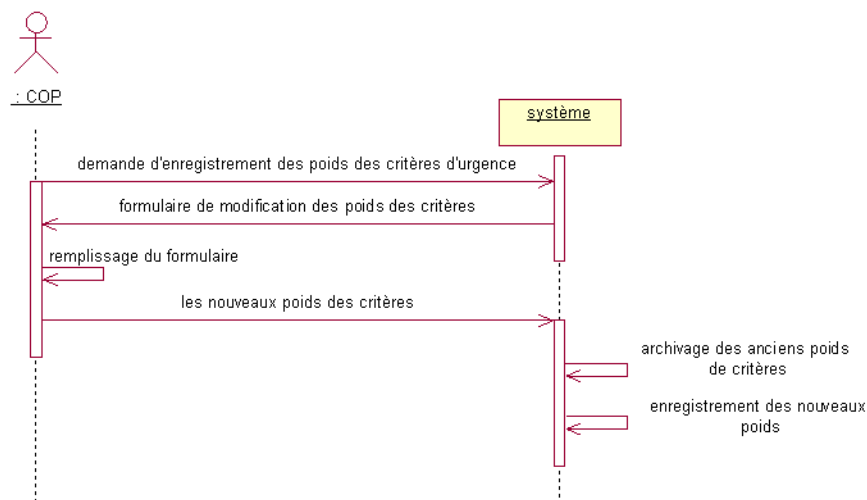 : COP
système
demande d'enregistrement des poids des critères d'urgence
formulaire de modification des poids des critères
remplissage du formulaire
les nouveaux poids des critères
archivage des anciens poids
de critères
enregistrement des nouveaux
poids